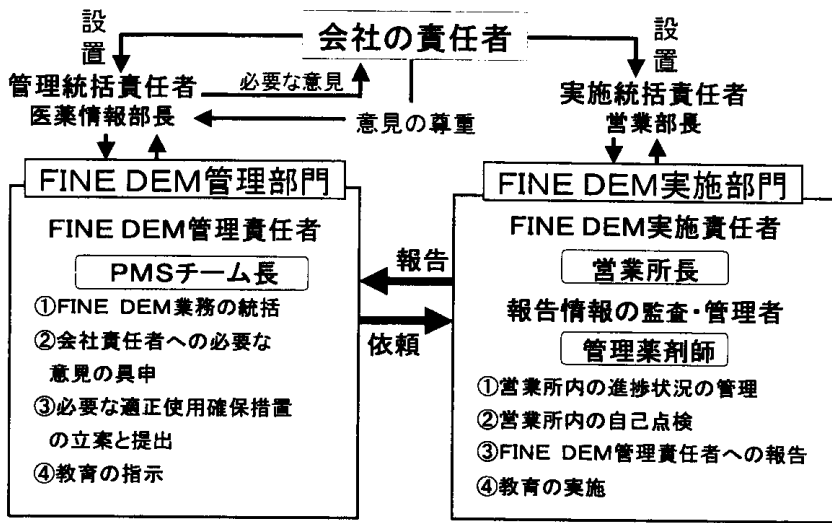 会社の責任者
設置
設置
管理統括責任者
医薬情報部長
必要な意見
意見の尊重
実施統括責任者
営業部長
FINE DEM管理部門
FINE DEM管理責任者
PMSチーム長
①FINE DEM業務の統括
②会社責任者への必要な
意見の具申
③必要な適正使用確保措置
の立案と提出
④教育の指示
報告
依頼
FINE DEM実施部門
FINE DEM実施責任者
営業所長
報告情報の監査・管理者
管理薬剤師
①営業所内の進捗状況の管理
②営業所内の自己点検
③FINE DEM管理責任者への報告
④教育の実施